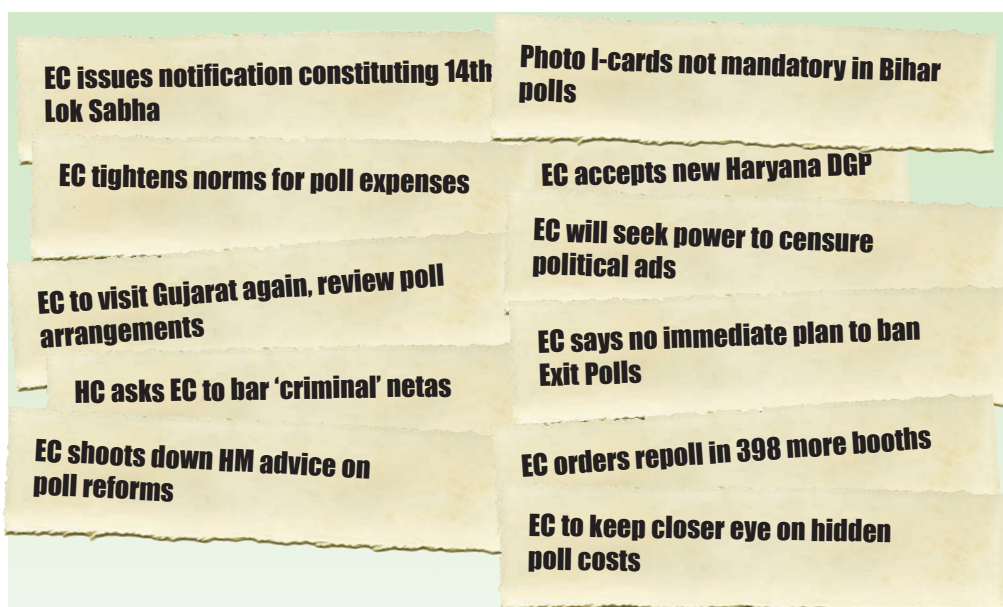 EC issues notification constituting 14th
Lok Sabha
EC tightens norms for poll expenses
EC to visit Gujarat again, review poll
arrangements
HC asks EC to bar ‘criminal’ netas
EC shoots down HM advice on
poll reforms
Photo I-cards not mandatory in Bihar
polls
EC accepts new Haryana DGP
EC will seek power to censure
political ads
EC says no immediate plan to ban
Exit Polls
EC orders repoll in 398 more booths
EC to keep closer eye on hidden
poll costs